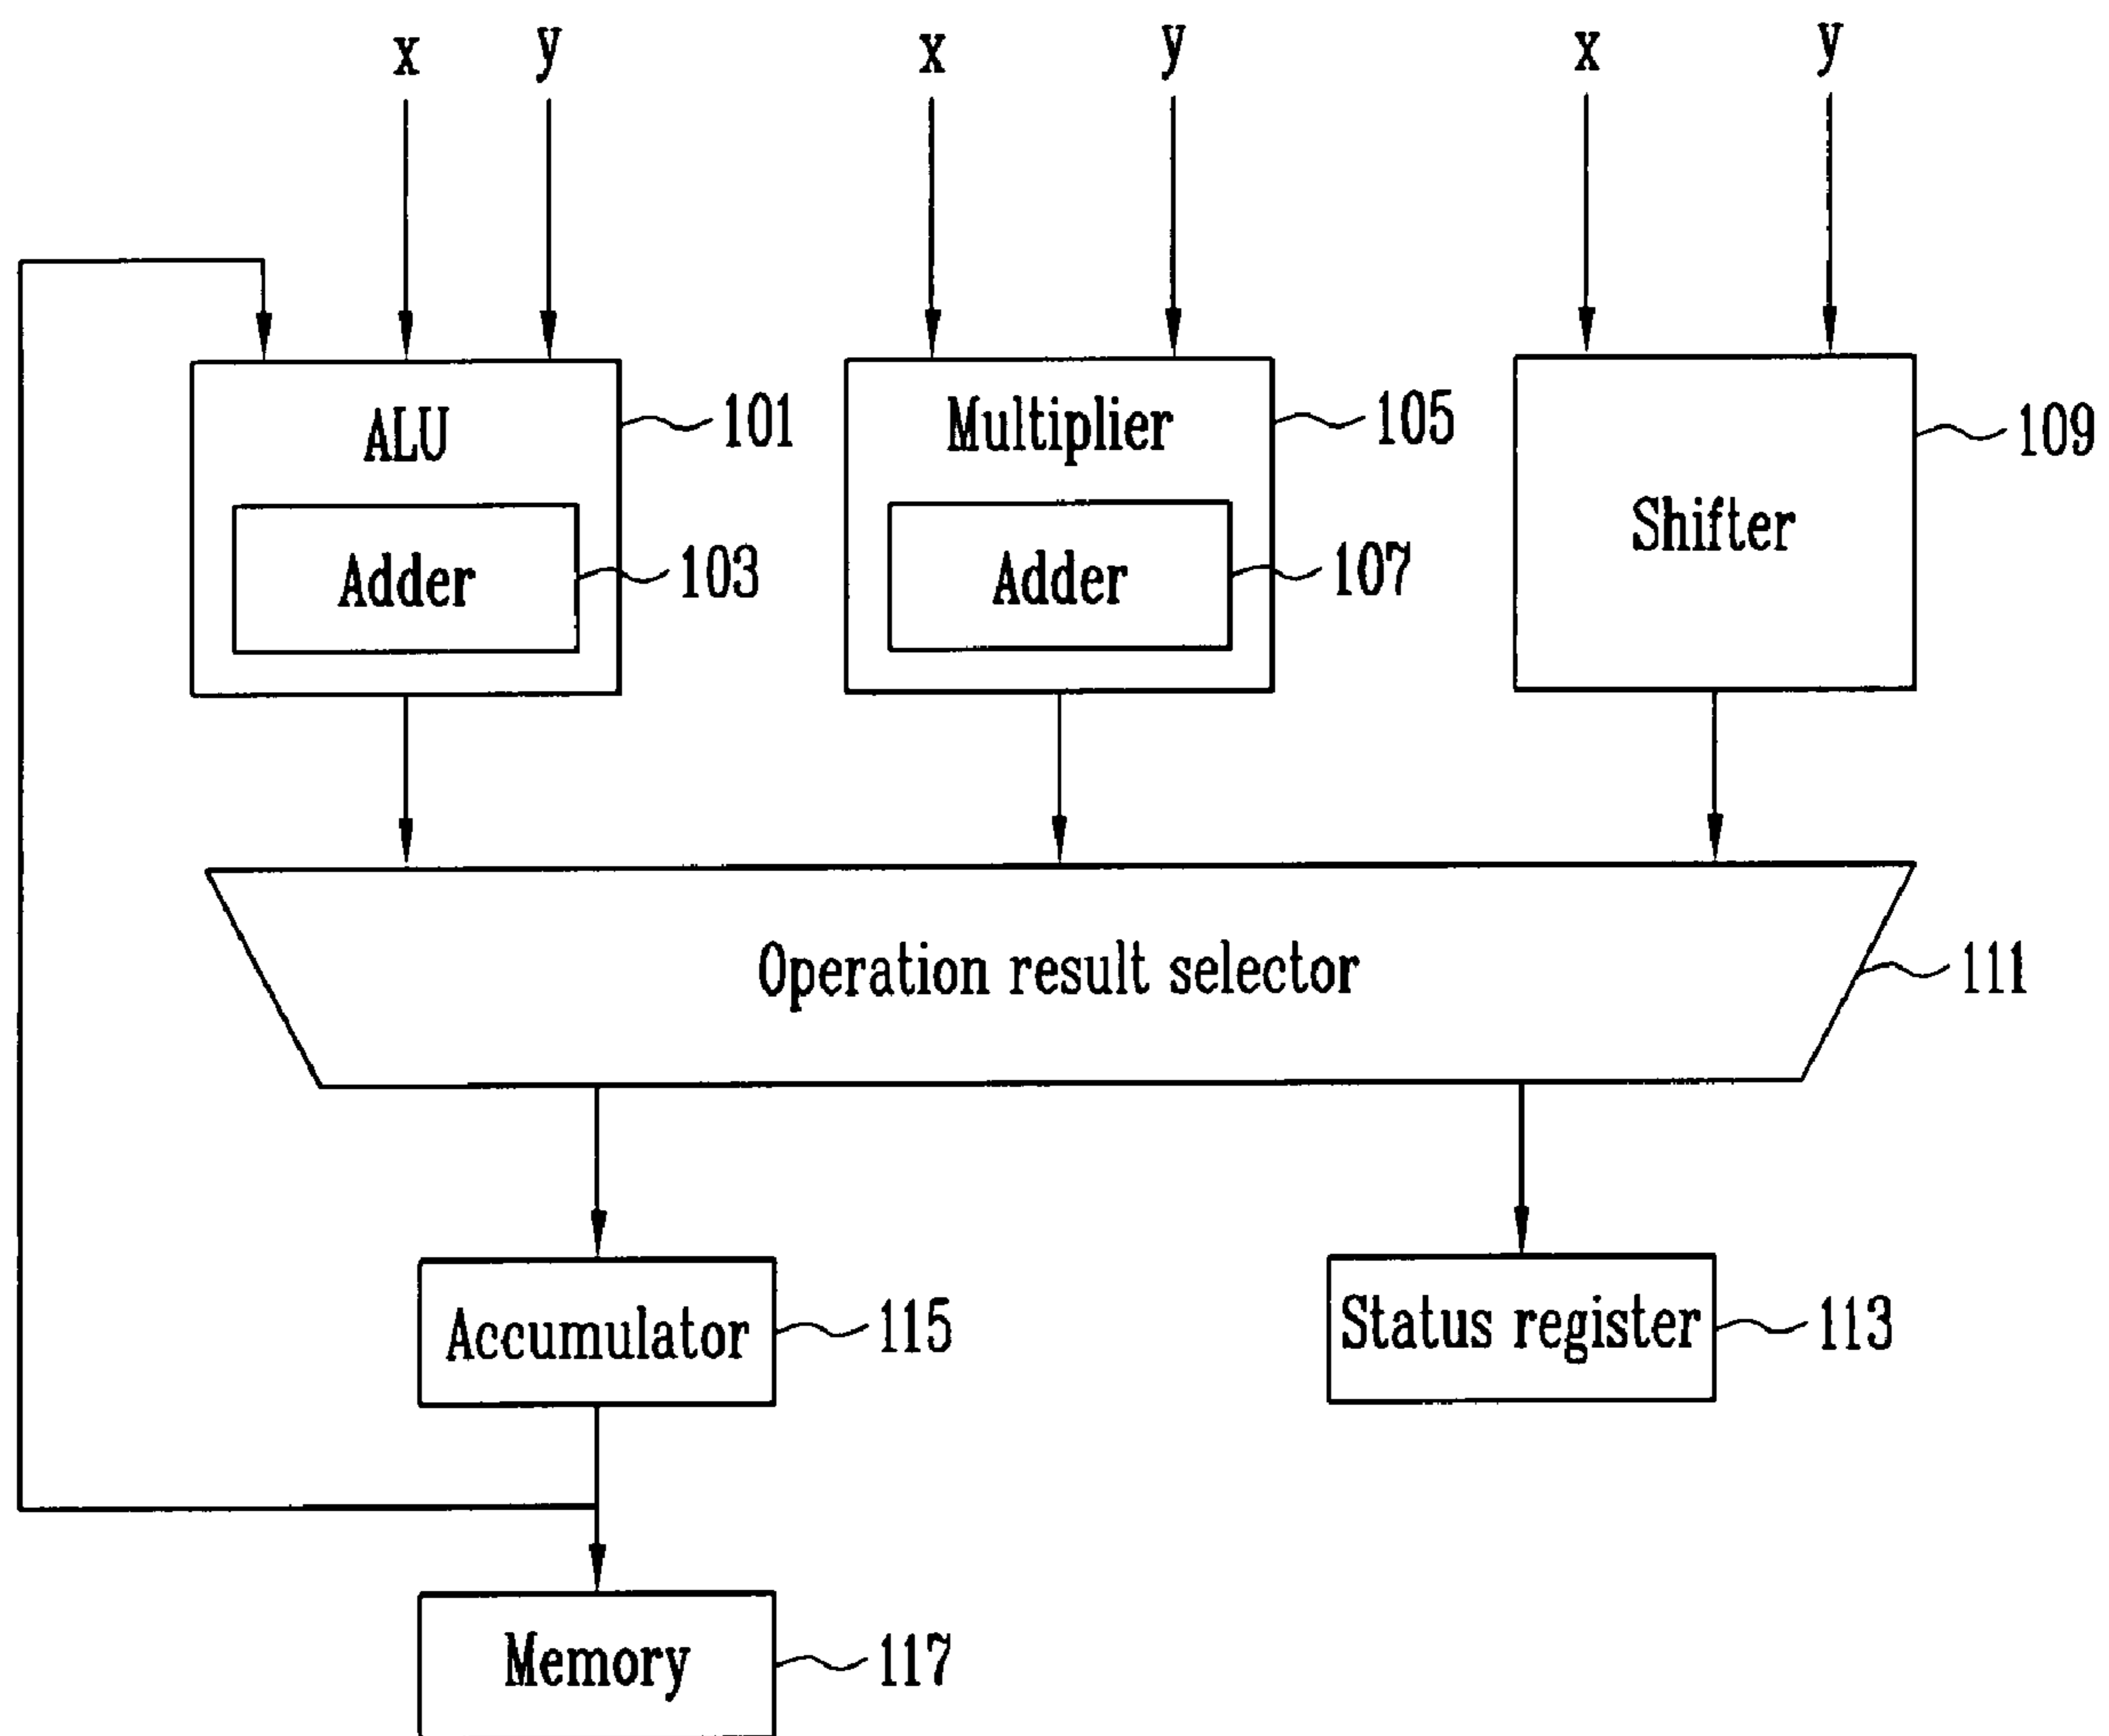 x y x y x y
ALU 101
Multiplier 105
109
Shifter
Adder 103
Adder 107
Operation result selector 111
Accumulator 115
Status register 113
Memory 117